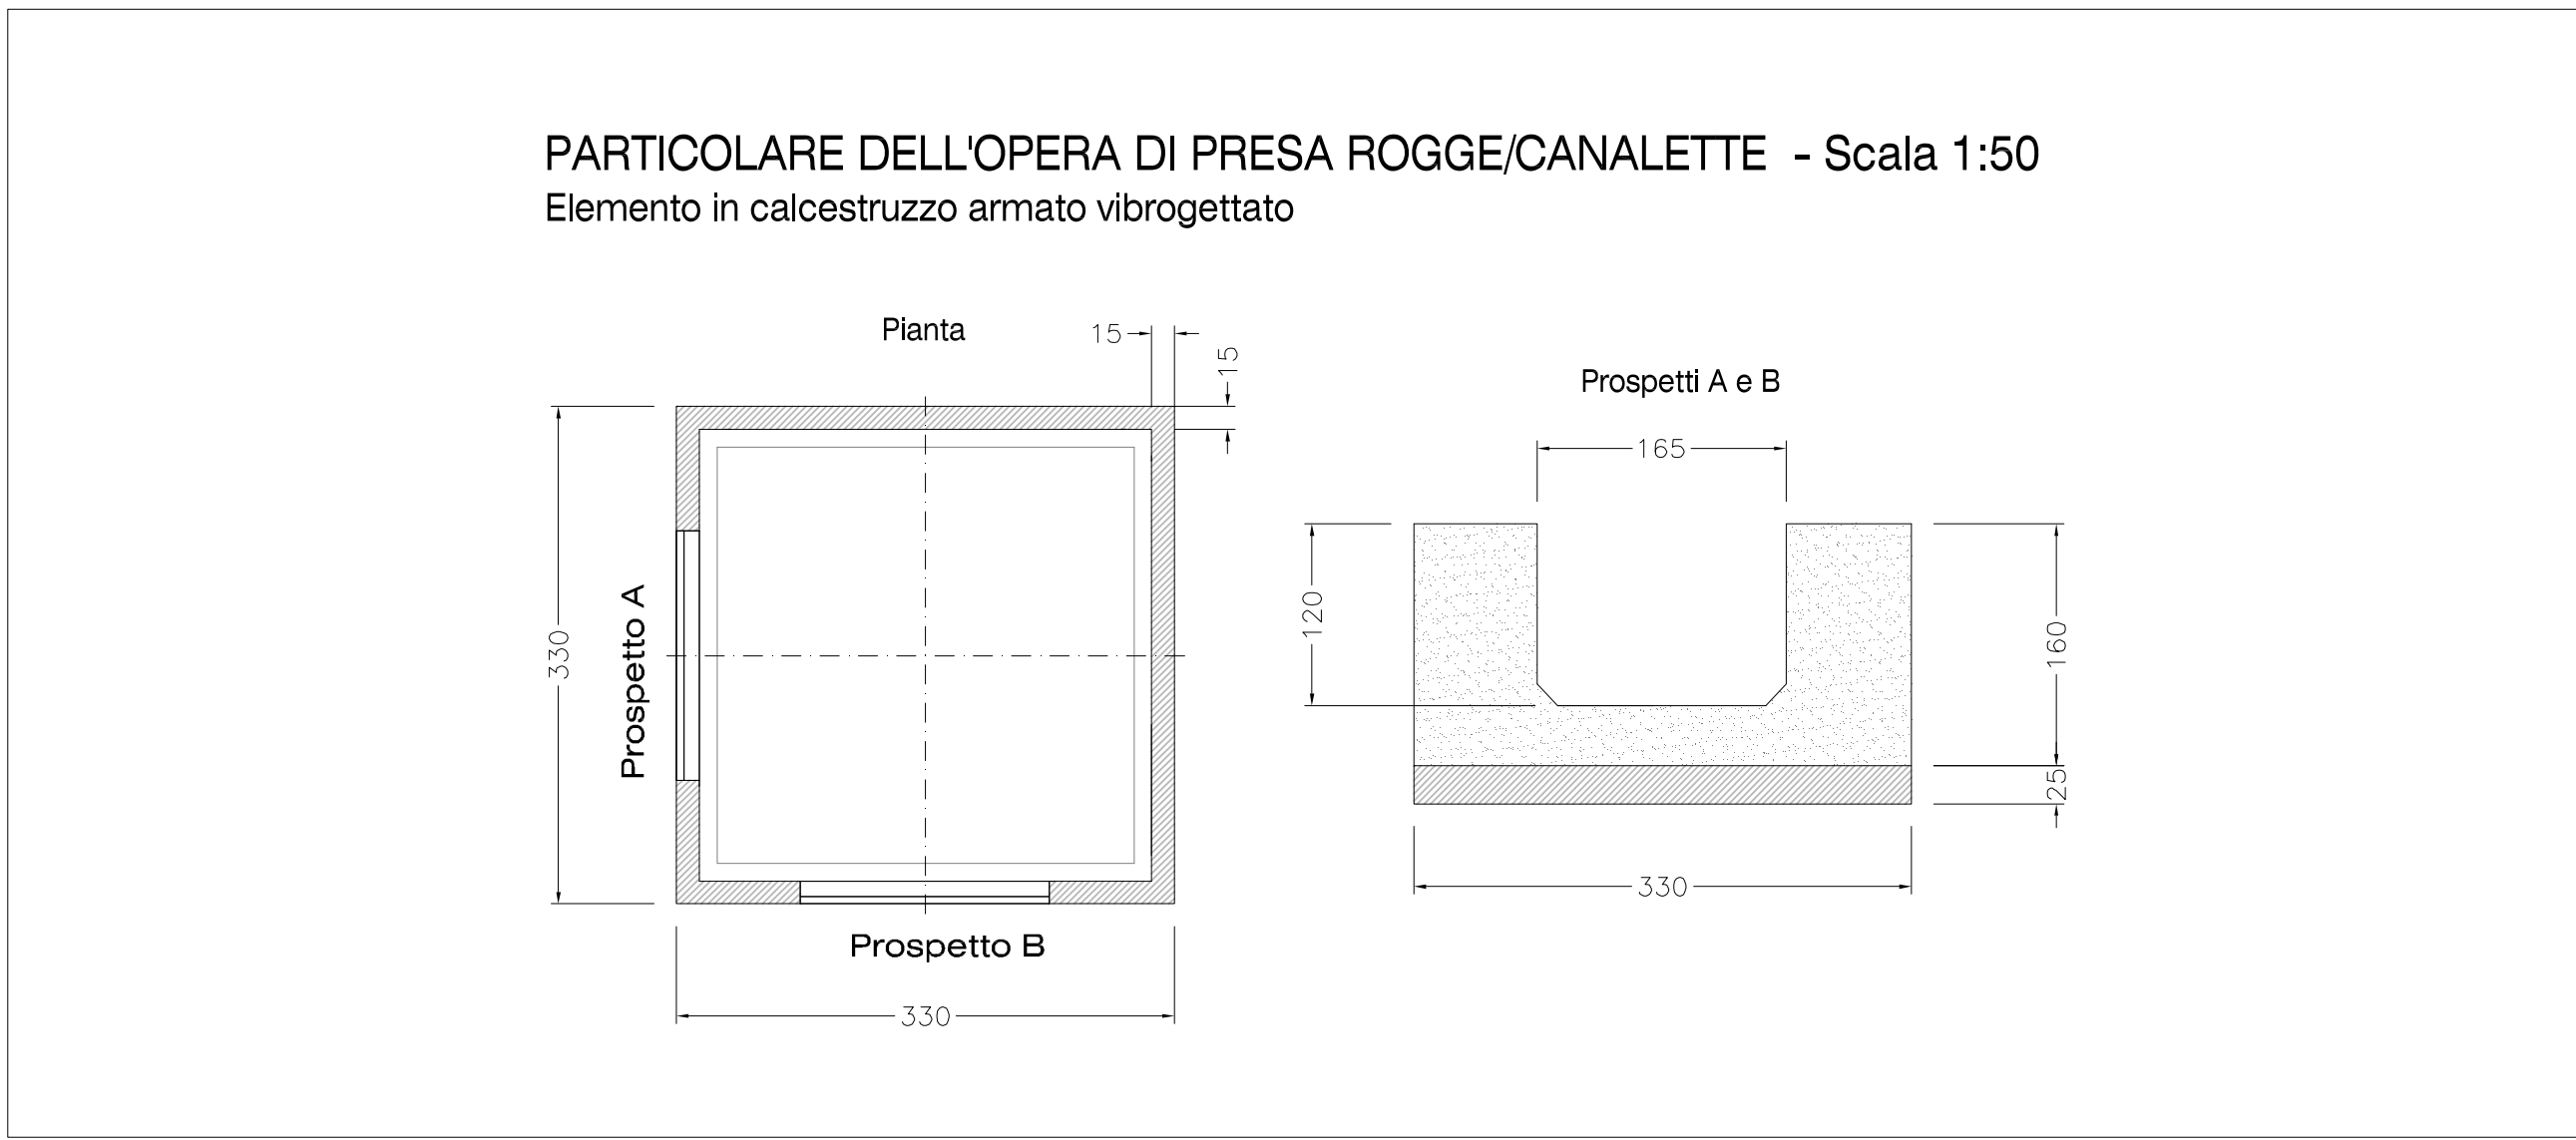 PARTICOLARE DELL'OPERA DI PRESA ROGGE/CANALETTE - Scala 1:50
Elemento in calcestruzzo armato vibrogettato
Pianta
15
15
330
Prospetto A
Prospetto B
330
Prospetti A e B
165
120
160
25
330